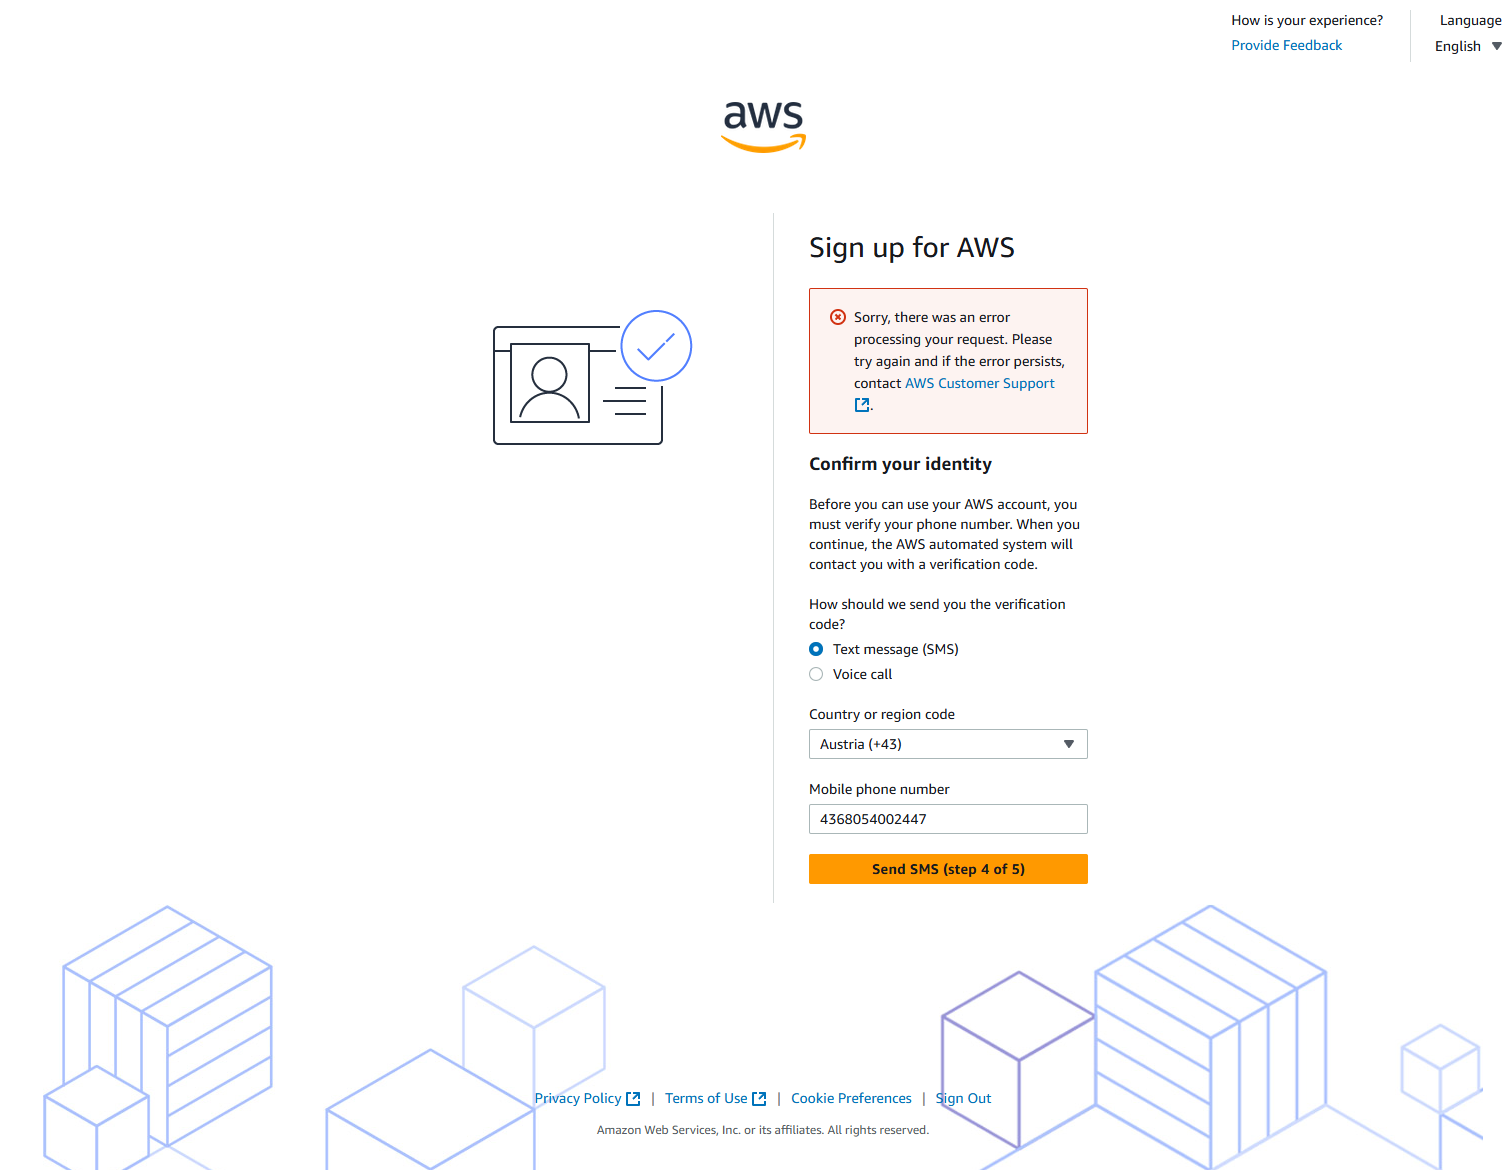 How is your experience?
Provide Feedback
Language
English
aws
Sign up for AWS
Sorry, there was an error
processing your request. Please
try again and if the error persists,
contact AWS Customer Support
.
Confirm your identity
Before you can use your AWS account, you
must verify your phone number. When you
continue, the AWS automated system will
contact you with a verification code.
How should we send you the verification
code?
Text message (SMS)
Voice call
Country or region code
Austria (+43)
Mobile phone number
4368054002447
Send SMS (step 4 of 5)
Privacy Policy | Terms of Use | Cookie Preferences | Sign Out
Amazon Web Services, Inc. or its affiliates. All rights reserved.